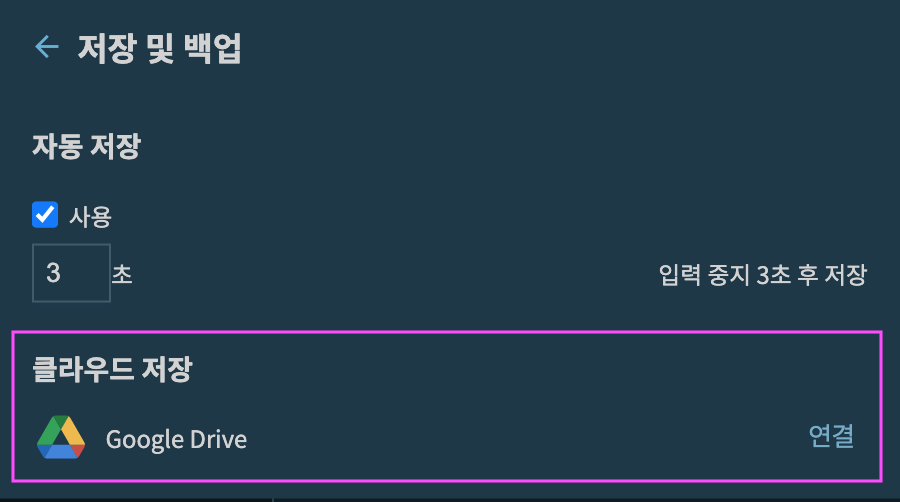 저장 및 백업
자동 저장
사용
3 초
입력 중지 3초 후 저장
클라우드 저장
Google Drive
연결